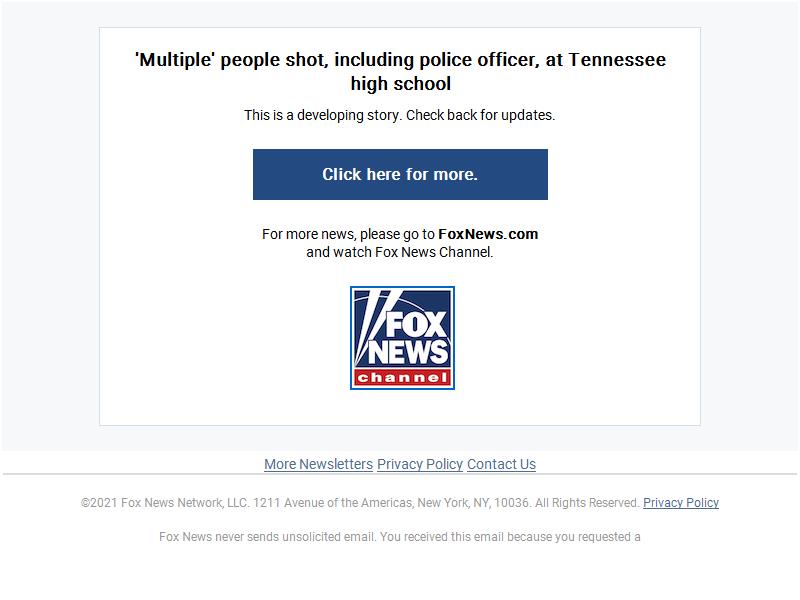 'Multiple' people shot, including police officer, at Tennessee
high school
This is a developing story. Check back for updates.
Click here for more.
For more news, please go to FoxNews.com
and watch Fox News Channel.
FOX
NEWS
channel
More Newsletters Privacy Policy Contact Us
©2021 Fox News Network, LLC. 1211 Avenue of the Americas, New York, NY, 10036. All Rights Reserved. Privacy Policy
Fox News never sends unsolicited email. You received this email because you requested a